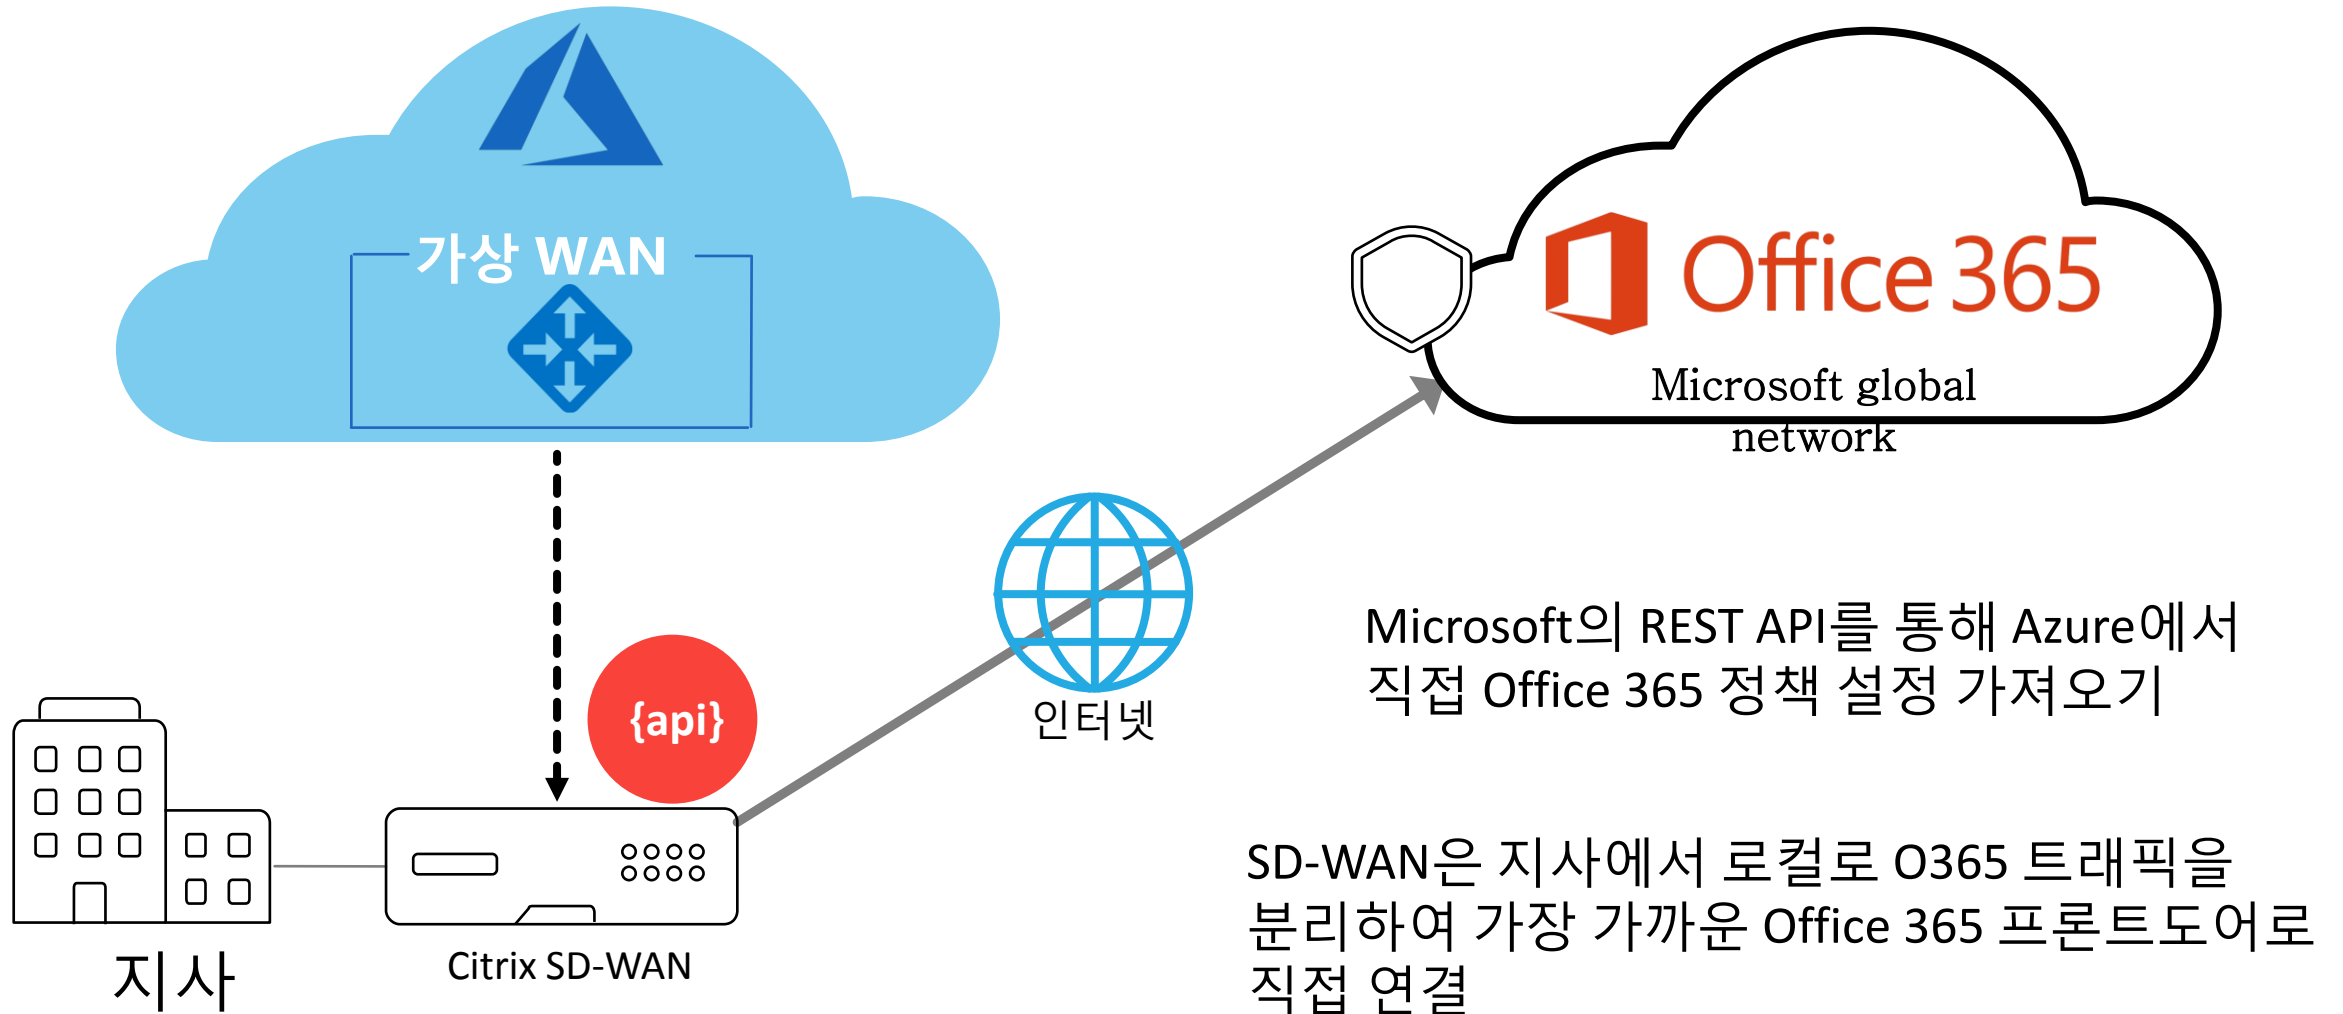 가상 WAN
Office 365
Microsoft global
network
{api}
인터넷
Microsoft의 REST API를 통해 Azure에서
직접 Office 365 정책 설정 가져오기
SD-WAN은 지사에서 로컬로 O365 트래픽을
분리하여 가장 가까운 Office 365 프론트도어로
직접 연결
Citrix SD-WAN
지사